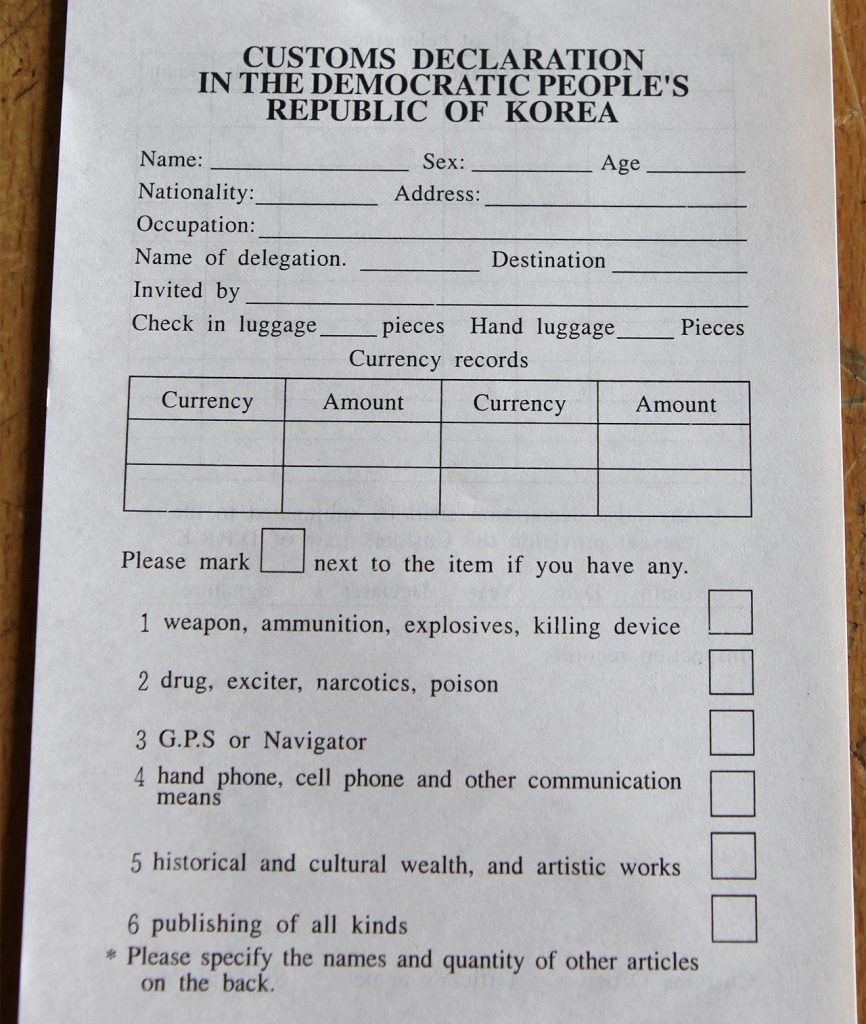 CUSTOMS DECLARATION
IN THE DEMOCRATIC PEOPLE'S
REPUBLIC OF KOREA
Name: Sex: Age
Nationality: Address:
Occupation:
Name of delegation. Destination
Invited by
Check in luggage pieces Hand luggage Pieces
Currency records
Currency Amount Currency Amount
Please mark next to the item if you have any.
1 weapon, ammunition, explosives, killing device
2 drug, exciter, narcotics, poison
3 G.P.S or Navigator
4 hand phone, cell phone and other communication
means
5 historical and cultural wealth, and artistic works
6 publishing of all kinds
* Please specify the names and quantity of other articles
on the back.